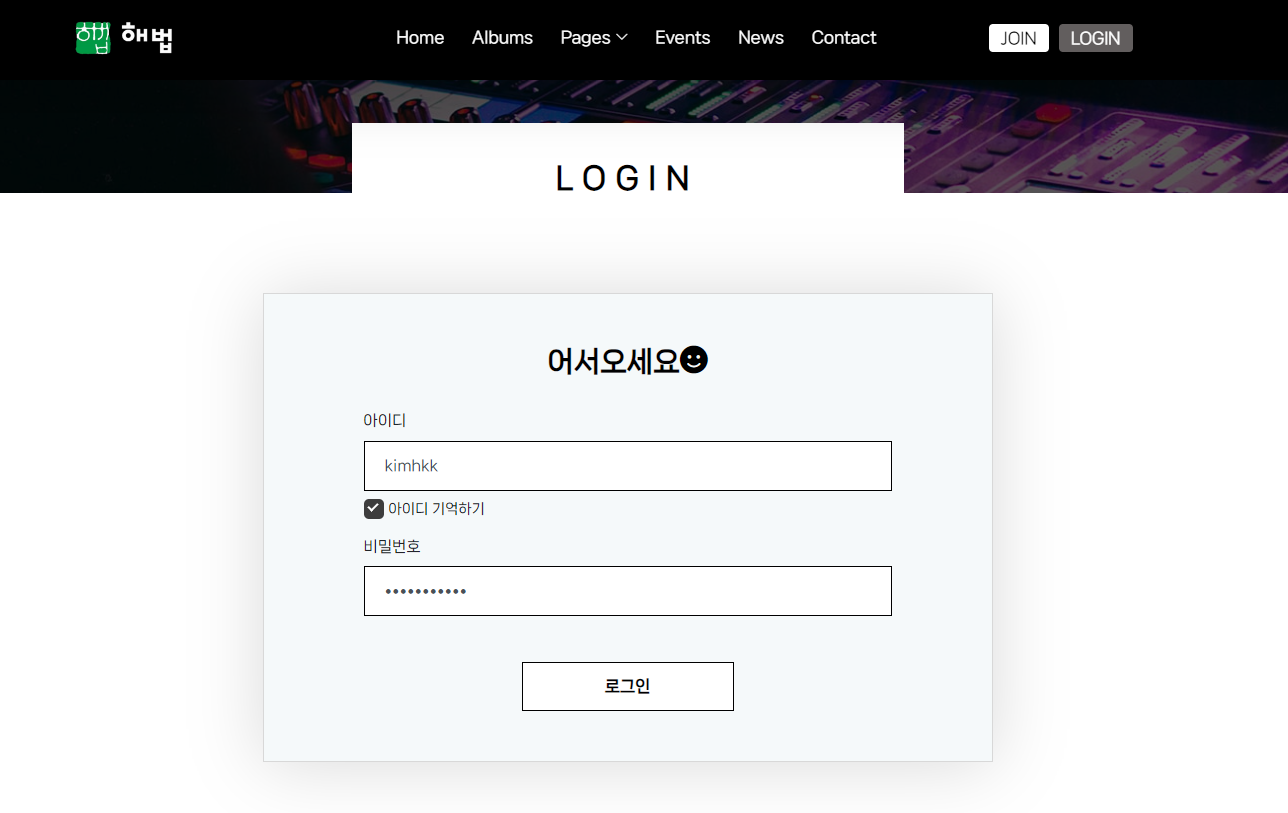 햅 해법
Home Albums Pages Events News Contact
JOIN LOGIN
LOGIN
어서오세요
아이디
kimhkk
아이디 기억하기
비밀번호
•••••••••••
로그인